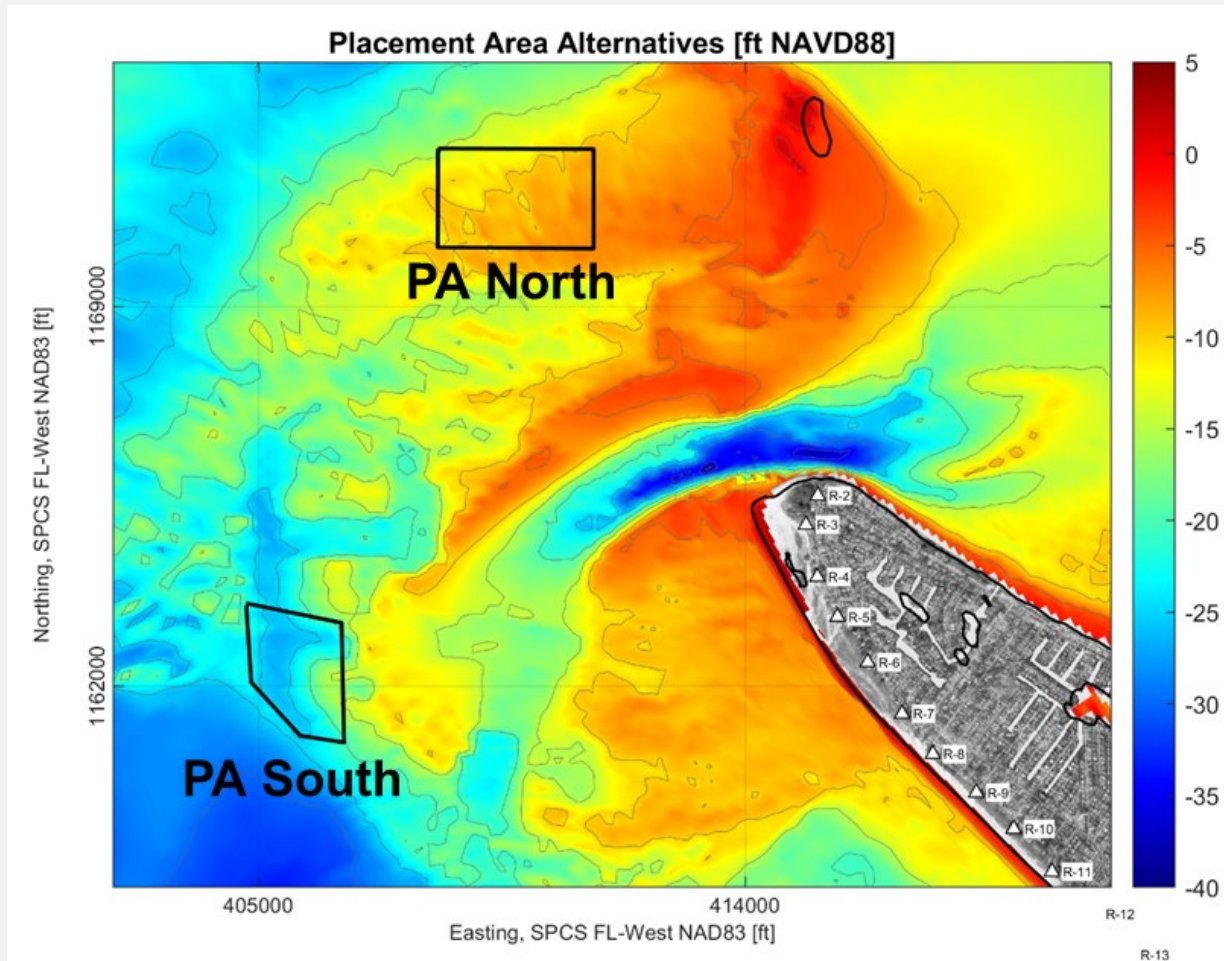 Placement Area Alternatives [ft NAVD88]
5
0
-5
-10
-15
-20
-25
-30
-35
-40
PA North
PA South
R-2
R-3
R-4
R-5
R-6
R-7
R-8
R-9
R-10
R-11
R-12
R-13
1169000
1162000
Northing, SPCS FL-West NAD83 [ft]
405000
414000
Easting, SPCS FL-West NAD83 [ft]